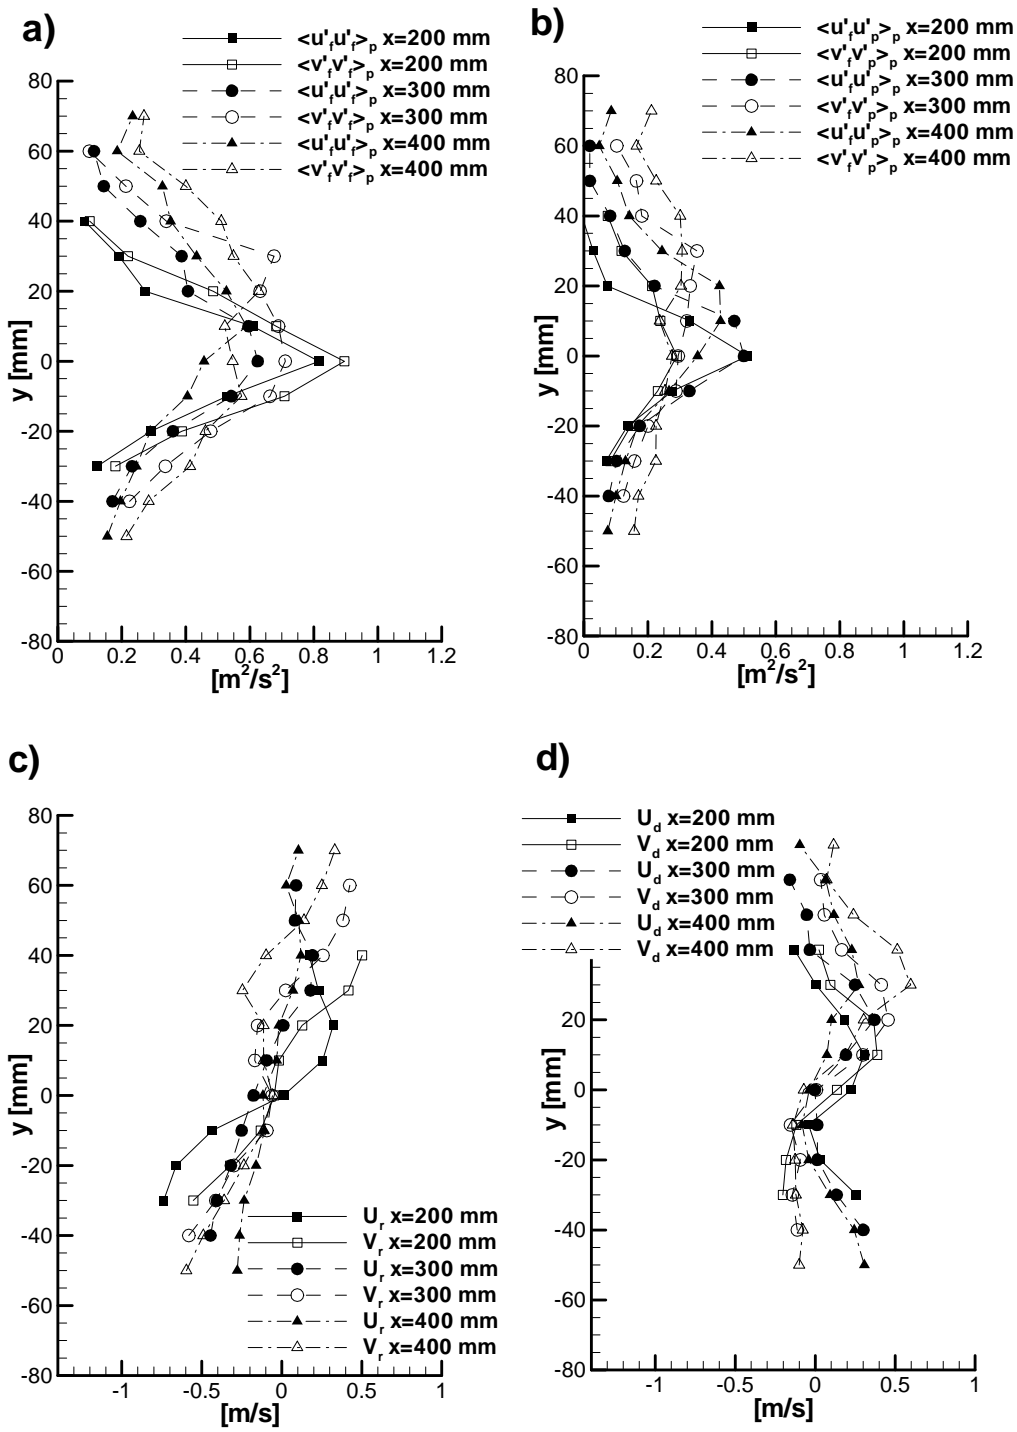 a)
<u'fu'f>p x=200 mm
<v'fv'f>p x=200 mm
<u'fu'f>p x=300 mm
<v'fv'f>p x=300 mm
<u'fu'f>p x=400 mm
<v'fv'f>p x=400 mm
80
60
40
20
0
-20
-40
-60
-80
y [mm]
0 0.2 0.4 0.6 0.8 1 1.2
[m²/s²]
b)
<u'fu'p>p x=200 mm
<v'fv'p>p x=200 mm
<u'fu'p>p x=300 mm
<v'fv'p>p x=300 mm
<u'fu'p>p x=400 mm
<v'fv'p>p x=400 mm
80
60
40
20
0
-20
-40
-60
-80
y [mm]
0 0.2 0.4 0.6 0.8 1 1.2
[m²/s²]
c)
80
60
40
20
0
-20
-40
-60
-80
y [mm]
Ur x=200 mm
Vr x=200 mm
Ur x=300 mm
Vr x=300 mm
Ur x=400 mm
Vr x=400 mm
-1 -0.5 0 0.5 1
[m/s]
d)
Ud x=200 mm
Vd x=200 mm
Ud x=300 mm
Vd x=300 mm
Ud x=400 mm
Vd x=400 mm
20
0
-20
-40
-60
-80
y [mm]
-1 -0.5 0 0.5 1
[m/s]